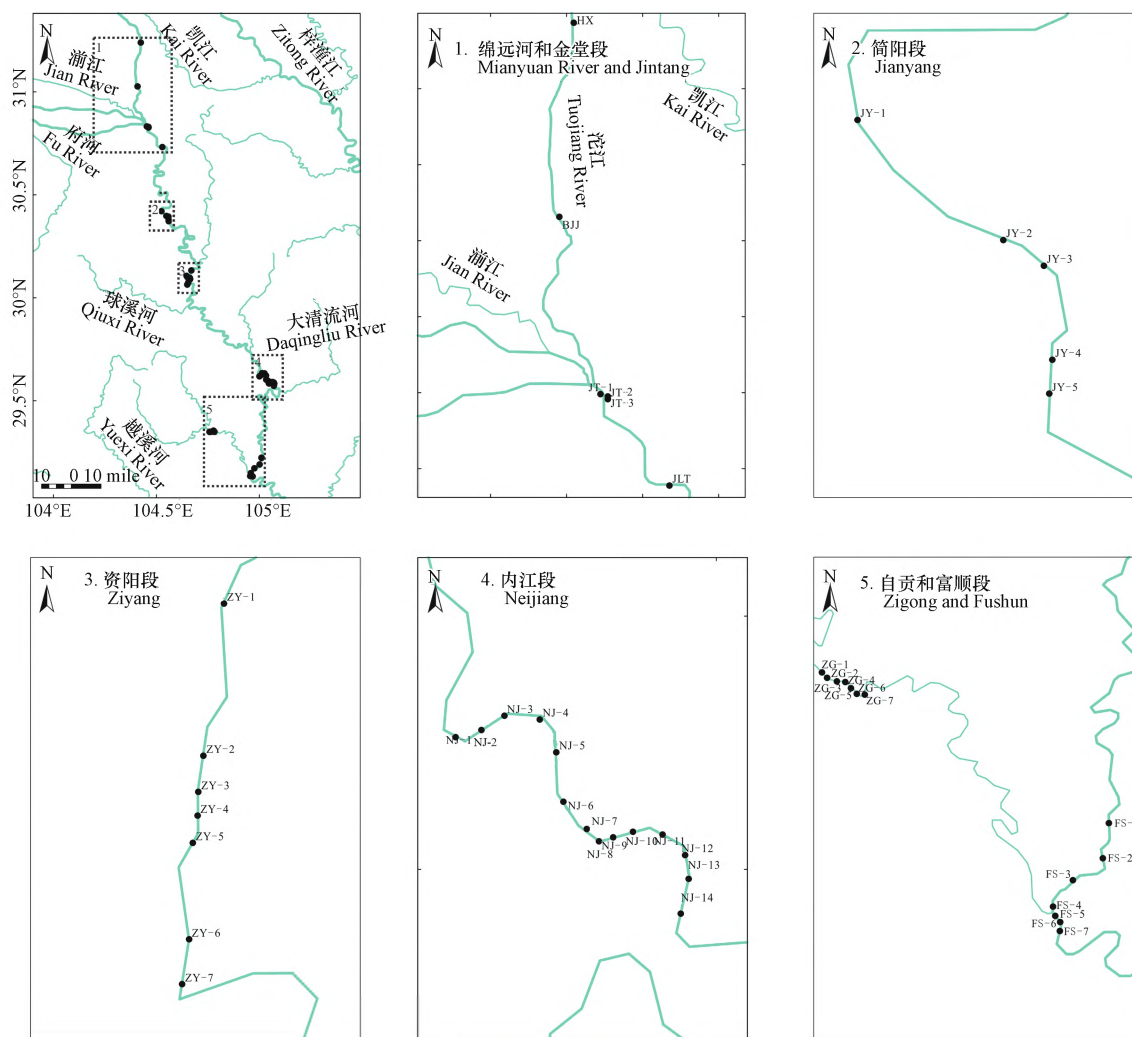 N
1
湔江
Jian River
凯江
Kai River
梓潼江
Zitong River
府河
Fu River
31°N
30.5°N
30°N
29.5°N
2
3
球溪河
Qiuxi River
大清流河
Daqingliu River
4
5
越溪河
Yuexi River
10 0 10 mile
104°E
104.5°E
105°E
N
1. 绵远河和金堂段
Mianyuan River and Jintang
HX
凯江
Kai River
沱江
Tuojiang River
BJJ
湔江
Jian River
JT-1
JT-2
JT-3
JLT
N
2. 简阳段
Jianyang
JY-1
JY-2
JY-3
JY-4
JY-5
N
3. 资阳段
Ziyang
ZY-1
ZY-2
ZY-3
ZY-4
ZY-5
ZY-6
ZY-7
N
4. 内江段
Neijiang
NJ-1
NJ-2
NJ-3
NJ-4
NJ-5
NJ-6
NJ-7
NJ-8
NJ-9
NJ-10
NJ-11
NJ-12
NJ-13
NJ-14
N
5. 自贡和富顺段
Zigong and Fushun
ZG-1
ZG-2
ZG-3
ZG-4
ZG-5
ZG-6
ZG-7
FS-
FS-2
FS-3
FS-4
FS-5
FS-6
FS-7